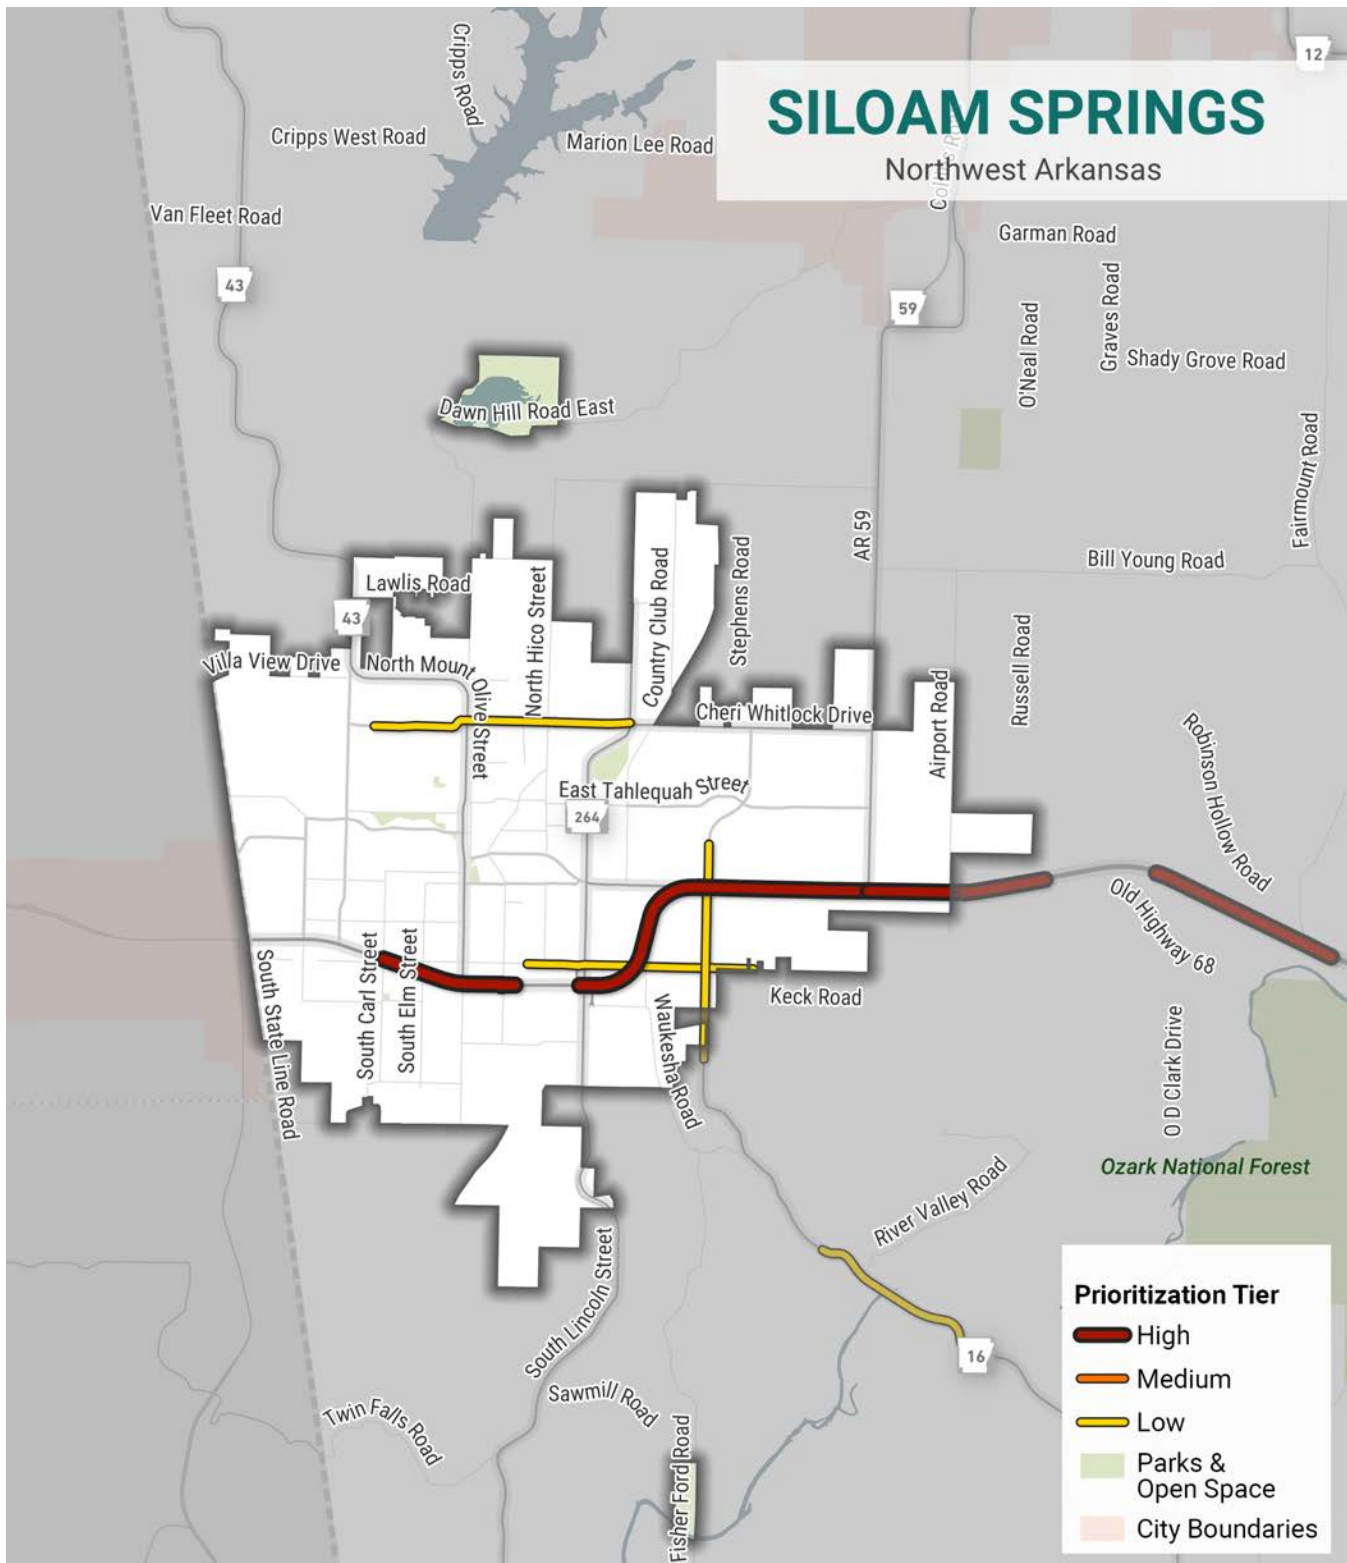 12
SILOAM SPRINGS
Northwest Arkansas
Cripps Road
Cripps West Road
Marion Lee Road
Van Fleet Road
Garman Road
43
59
Graves Road
O'Neal Road
Shady Grove Road
Dawn Hill Road East
Fairmount Road
AR 59
Bill Young Road
Lawlis Road
North Hico Street
Country Club Road
Stephens Road
43
Russell Road
Villa View Drive
North Mount Olive Street
Cheri Whitlock Drive
Airport Road
Robinson Hollow Road
East Tahlequah Street
264
Old Highway 68
South State Line Road
South Carl Street
South Elm Street
Waukesha Road
Keck Road
O D Clark Drive
Ozark National Forest
River Valley Road
South Lincoln Street
16
Sawmill Road
Twin Falls Road
Fisher Ford Road
Prioritization Tier
High
Medium
Low
Parks &
Open Space
City Boundaries